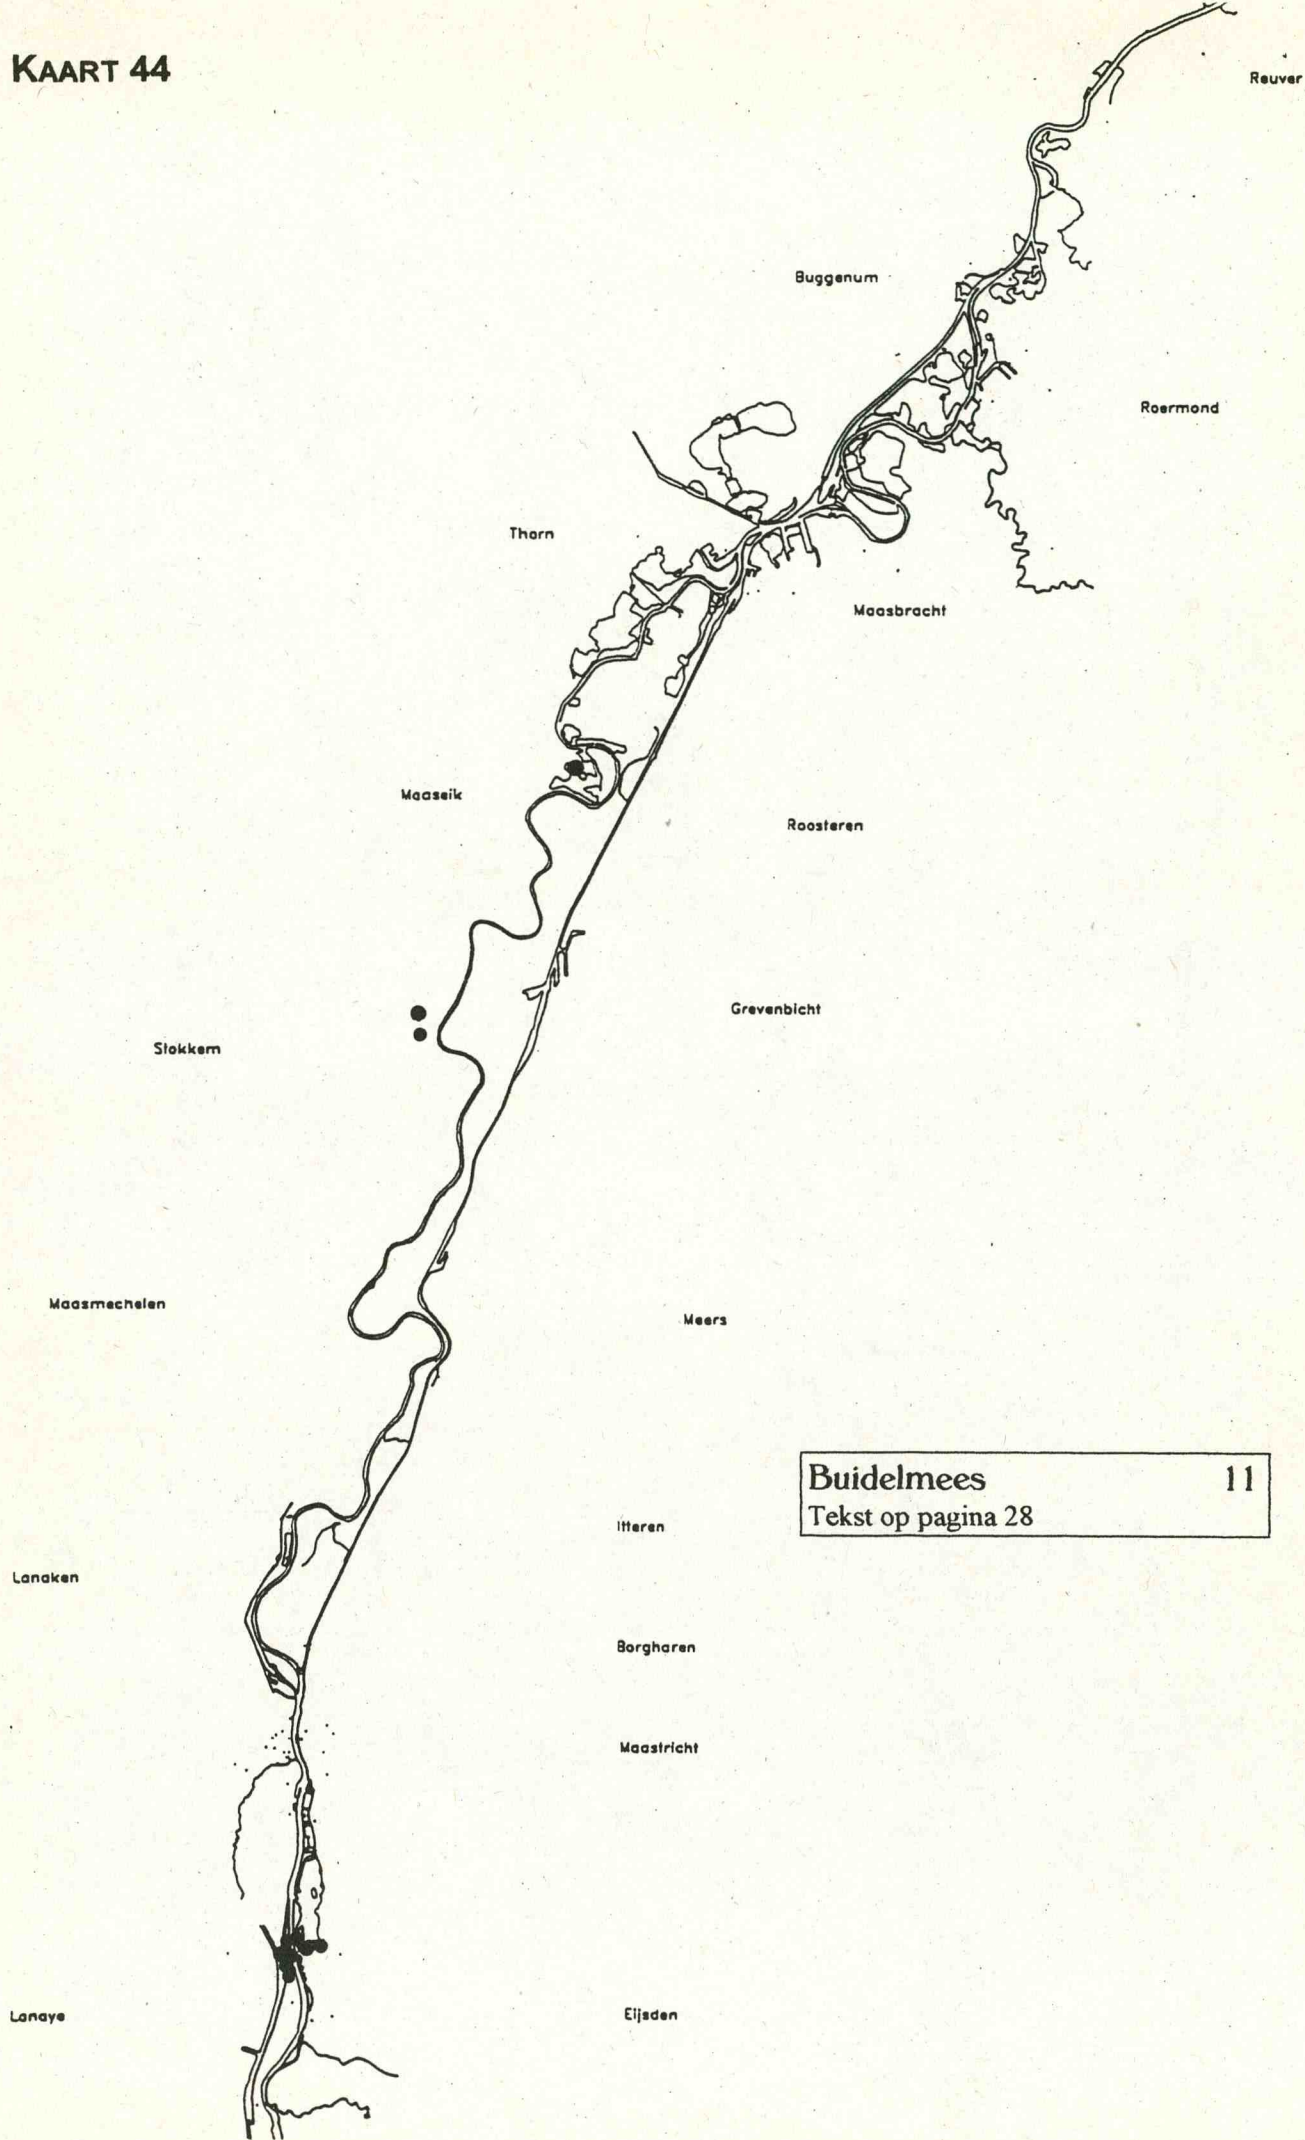 KAART 44
Reuver
Buggenum
Roermond
Thorn
Maasbracht
Maaseik
Roosteren
Grevenbicht
Stokkem
Maasmechelen
Meers
Buidelmees 11
Tekst op pagina 28
Itteren
Lanaken
Borgharen
Maastricht
Lanaye
Eijsden